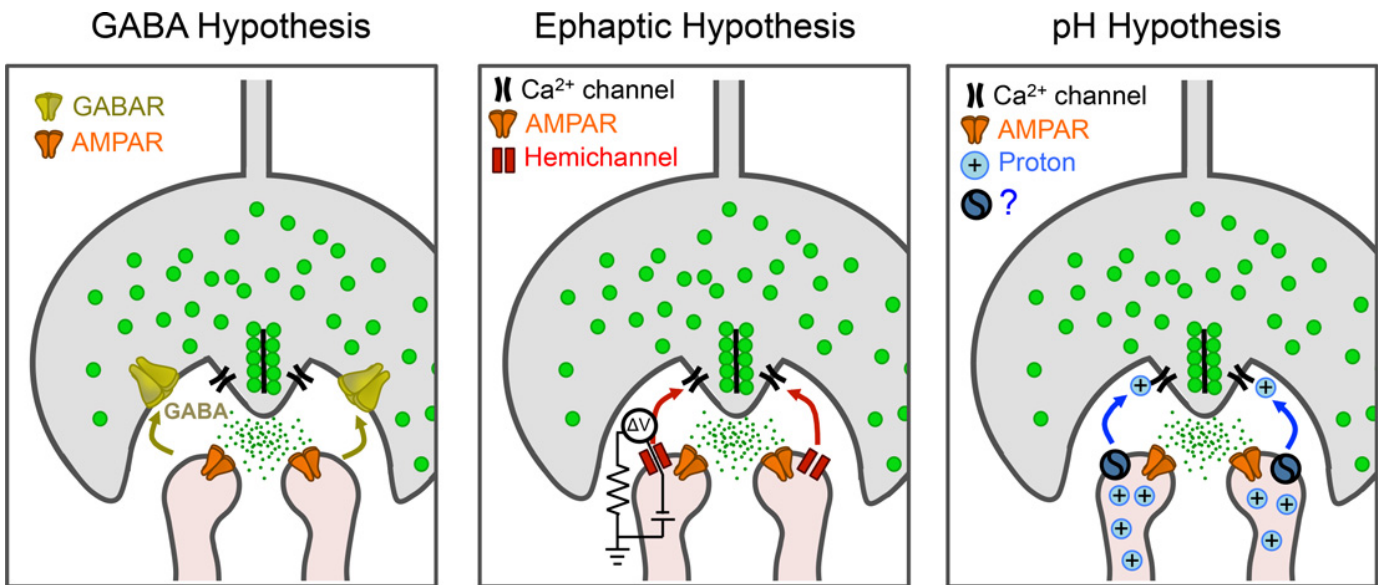 GABA Hypothesis
GABAR
AMPAR
GABA
Ephaptic Hypothesis
Ca²⁺ channel
AMPAR
Hemichannel
ΔV
pH Hypothesis
Ca²⁺ channel
AMPAR
+ Proton
?
+
+
+
+
+
+
+
+
+
+